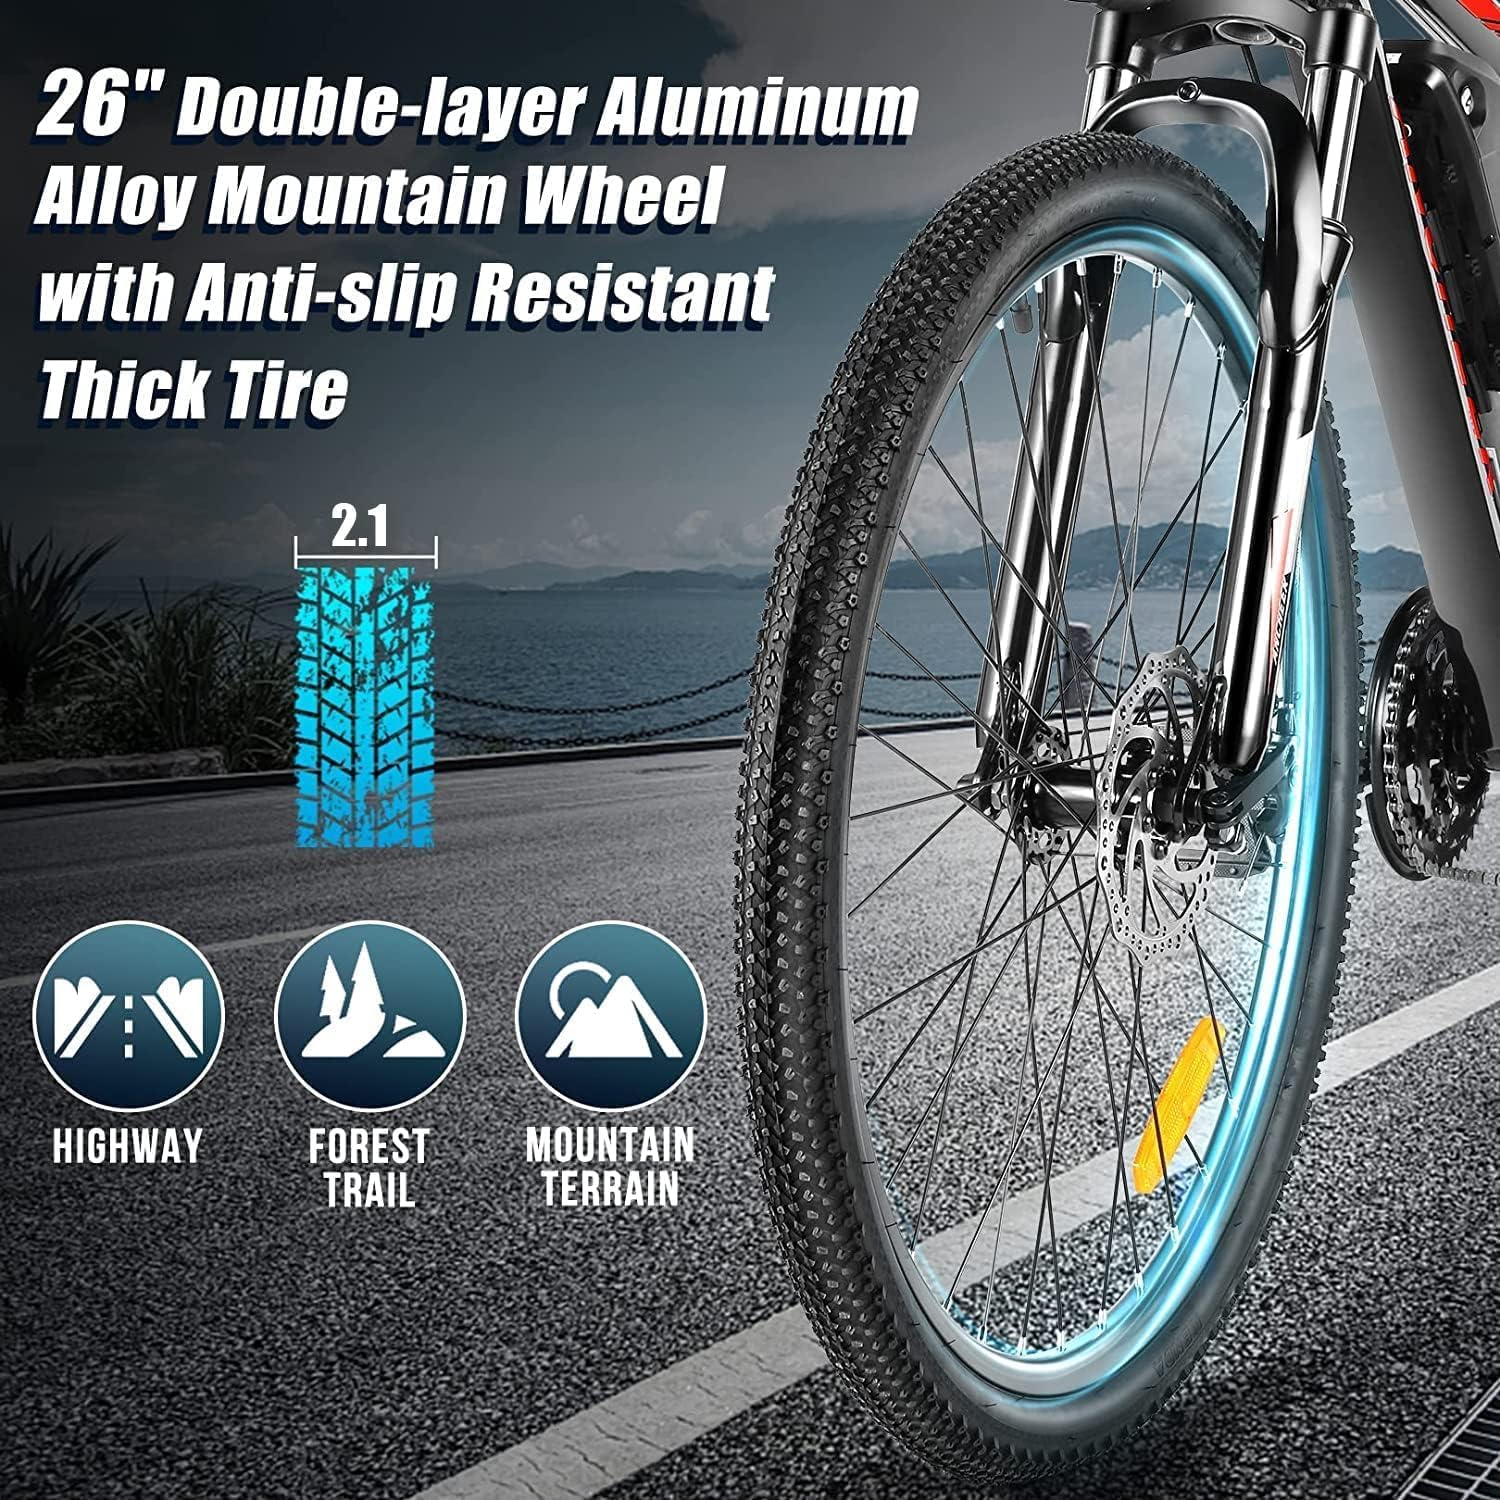 26" Double-layer Aluminum
Alloy Mountain Wheel
with Anti-slip Resistant
Thick Tire
2.1
HIGHWAY
FOREST
TRAIL
MOUNTAIN
TERRAIN